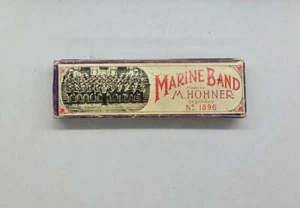 MARINE BAND
M. HOHNER
Nº 1896